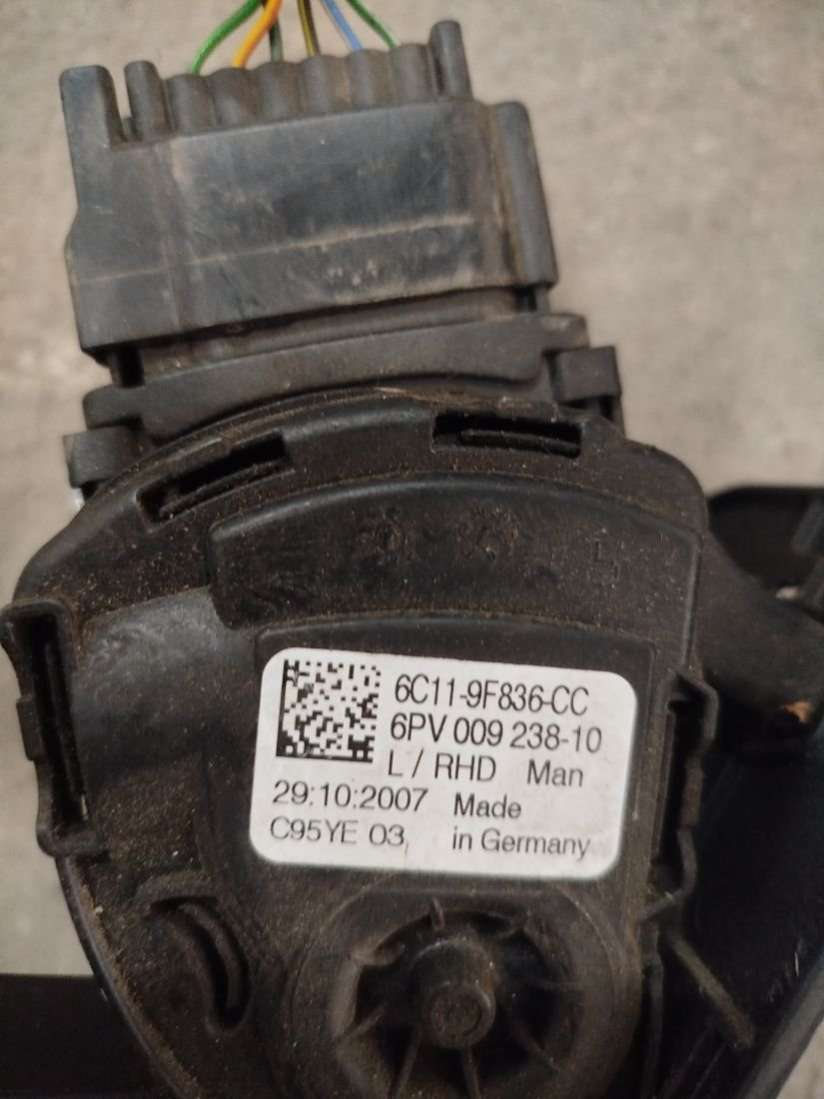 6C11-9F836-CC
6PV 009 238-10
L / RHD Man
29:10:2007 Made
C95YE 03, in Germany
L